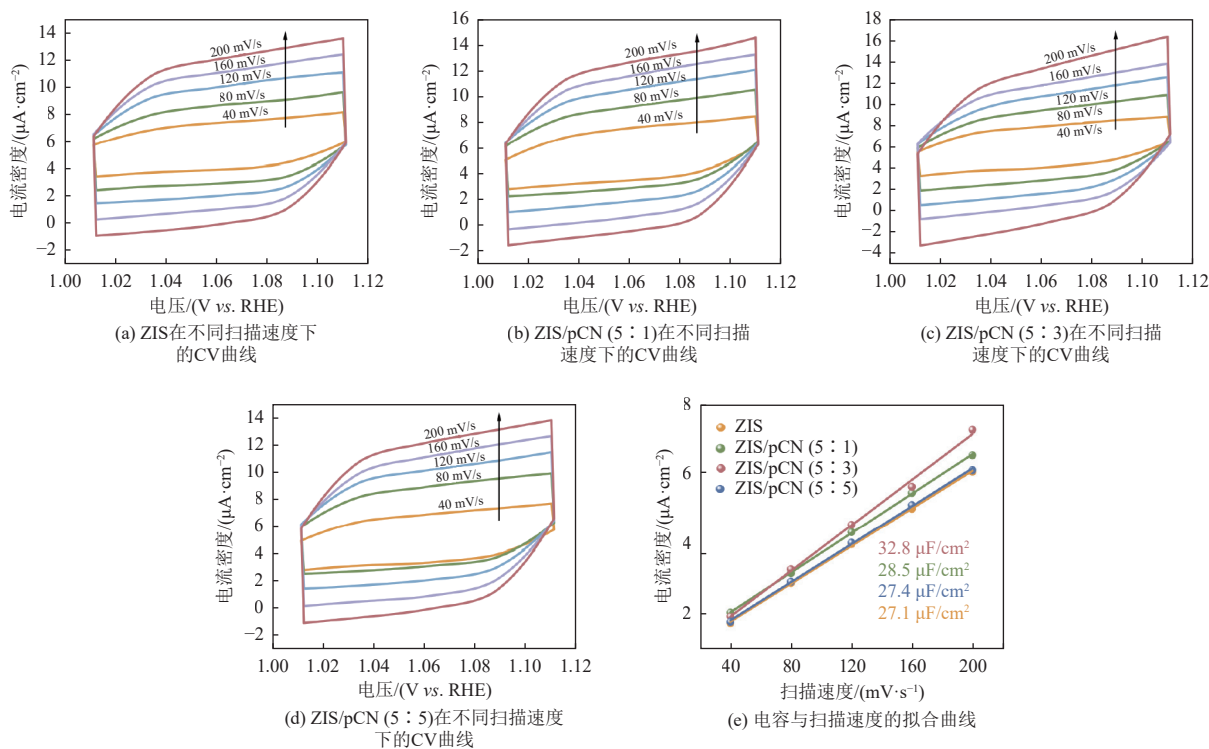 14
12
10
8
6
4
2
0
−2
电流密度/(μA·cm−2)
200 mV/s
160 mV/s
120 mV/s
80 mV/s
40 mV/s
1.00 1.02 1.04 1.06 1.08 1.10 1.12
电压/(V vs. RHE)
(a) ZIS在不同扫描速度下
的CV曲线
16
14
12
10
8
6
4
2
0
−2
电流密度/(μA·cm−2)
200 mV/s
160 mV/s
120 mV/s
80 mV/s
40 mV/s
1.00 1.02 1.04 1.06 1.08 1.10 1.12
电压/(V vs. RHE)
(b) ZIS/pCN (5∶1)在不同扫描
速度下的CV曲线
18
16
14
12
10
8
6
4
2
0
−2
−4
电流密度/(μA·cm−2)
200 mV/s
160 mV/s
120 mV/s
80 mV/s
40 mV/s
1.00 1.02 1.04 1.06 1.08 1.10 1.12
电压/(V vs. RHE)
(c) ZIS/pCN (5∶3)在不同扫描
速度下的CV曲线
14
12
10
8
6
4
2
0
−2
电流密度/(μA·cm−2)
200 mV/s
160 mV/s
120 mV/s
80 mV/s
40 mV/s
1.00 1.02 1.04 1.06 1.08 1.10 1.12
电压/(V vs. RHE)
(d) ZIS/pCN (5∶5)在不同扫描速度
下的CV曲线
8
6
4
2
电流密度/(μA·cm−2)
ZIS
ZIS/pCN (5∶1)
ZIS/pCN (5∶3)
ZIS/pCN (5∶5)
32.8 μF/cm2
28.5 μF/cm2
27.4 μF/cm2
27.1 μF/cm2
40 80 120 160 200
扫描速度/(mV·s−1)
(e) 电容与扫描速度的拟合曲线